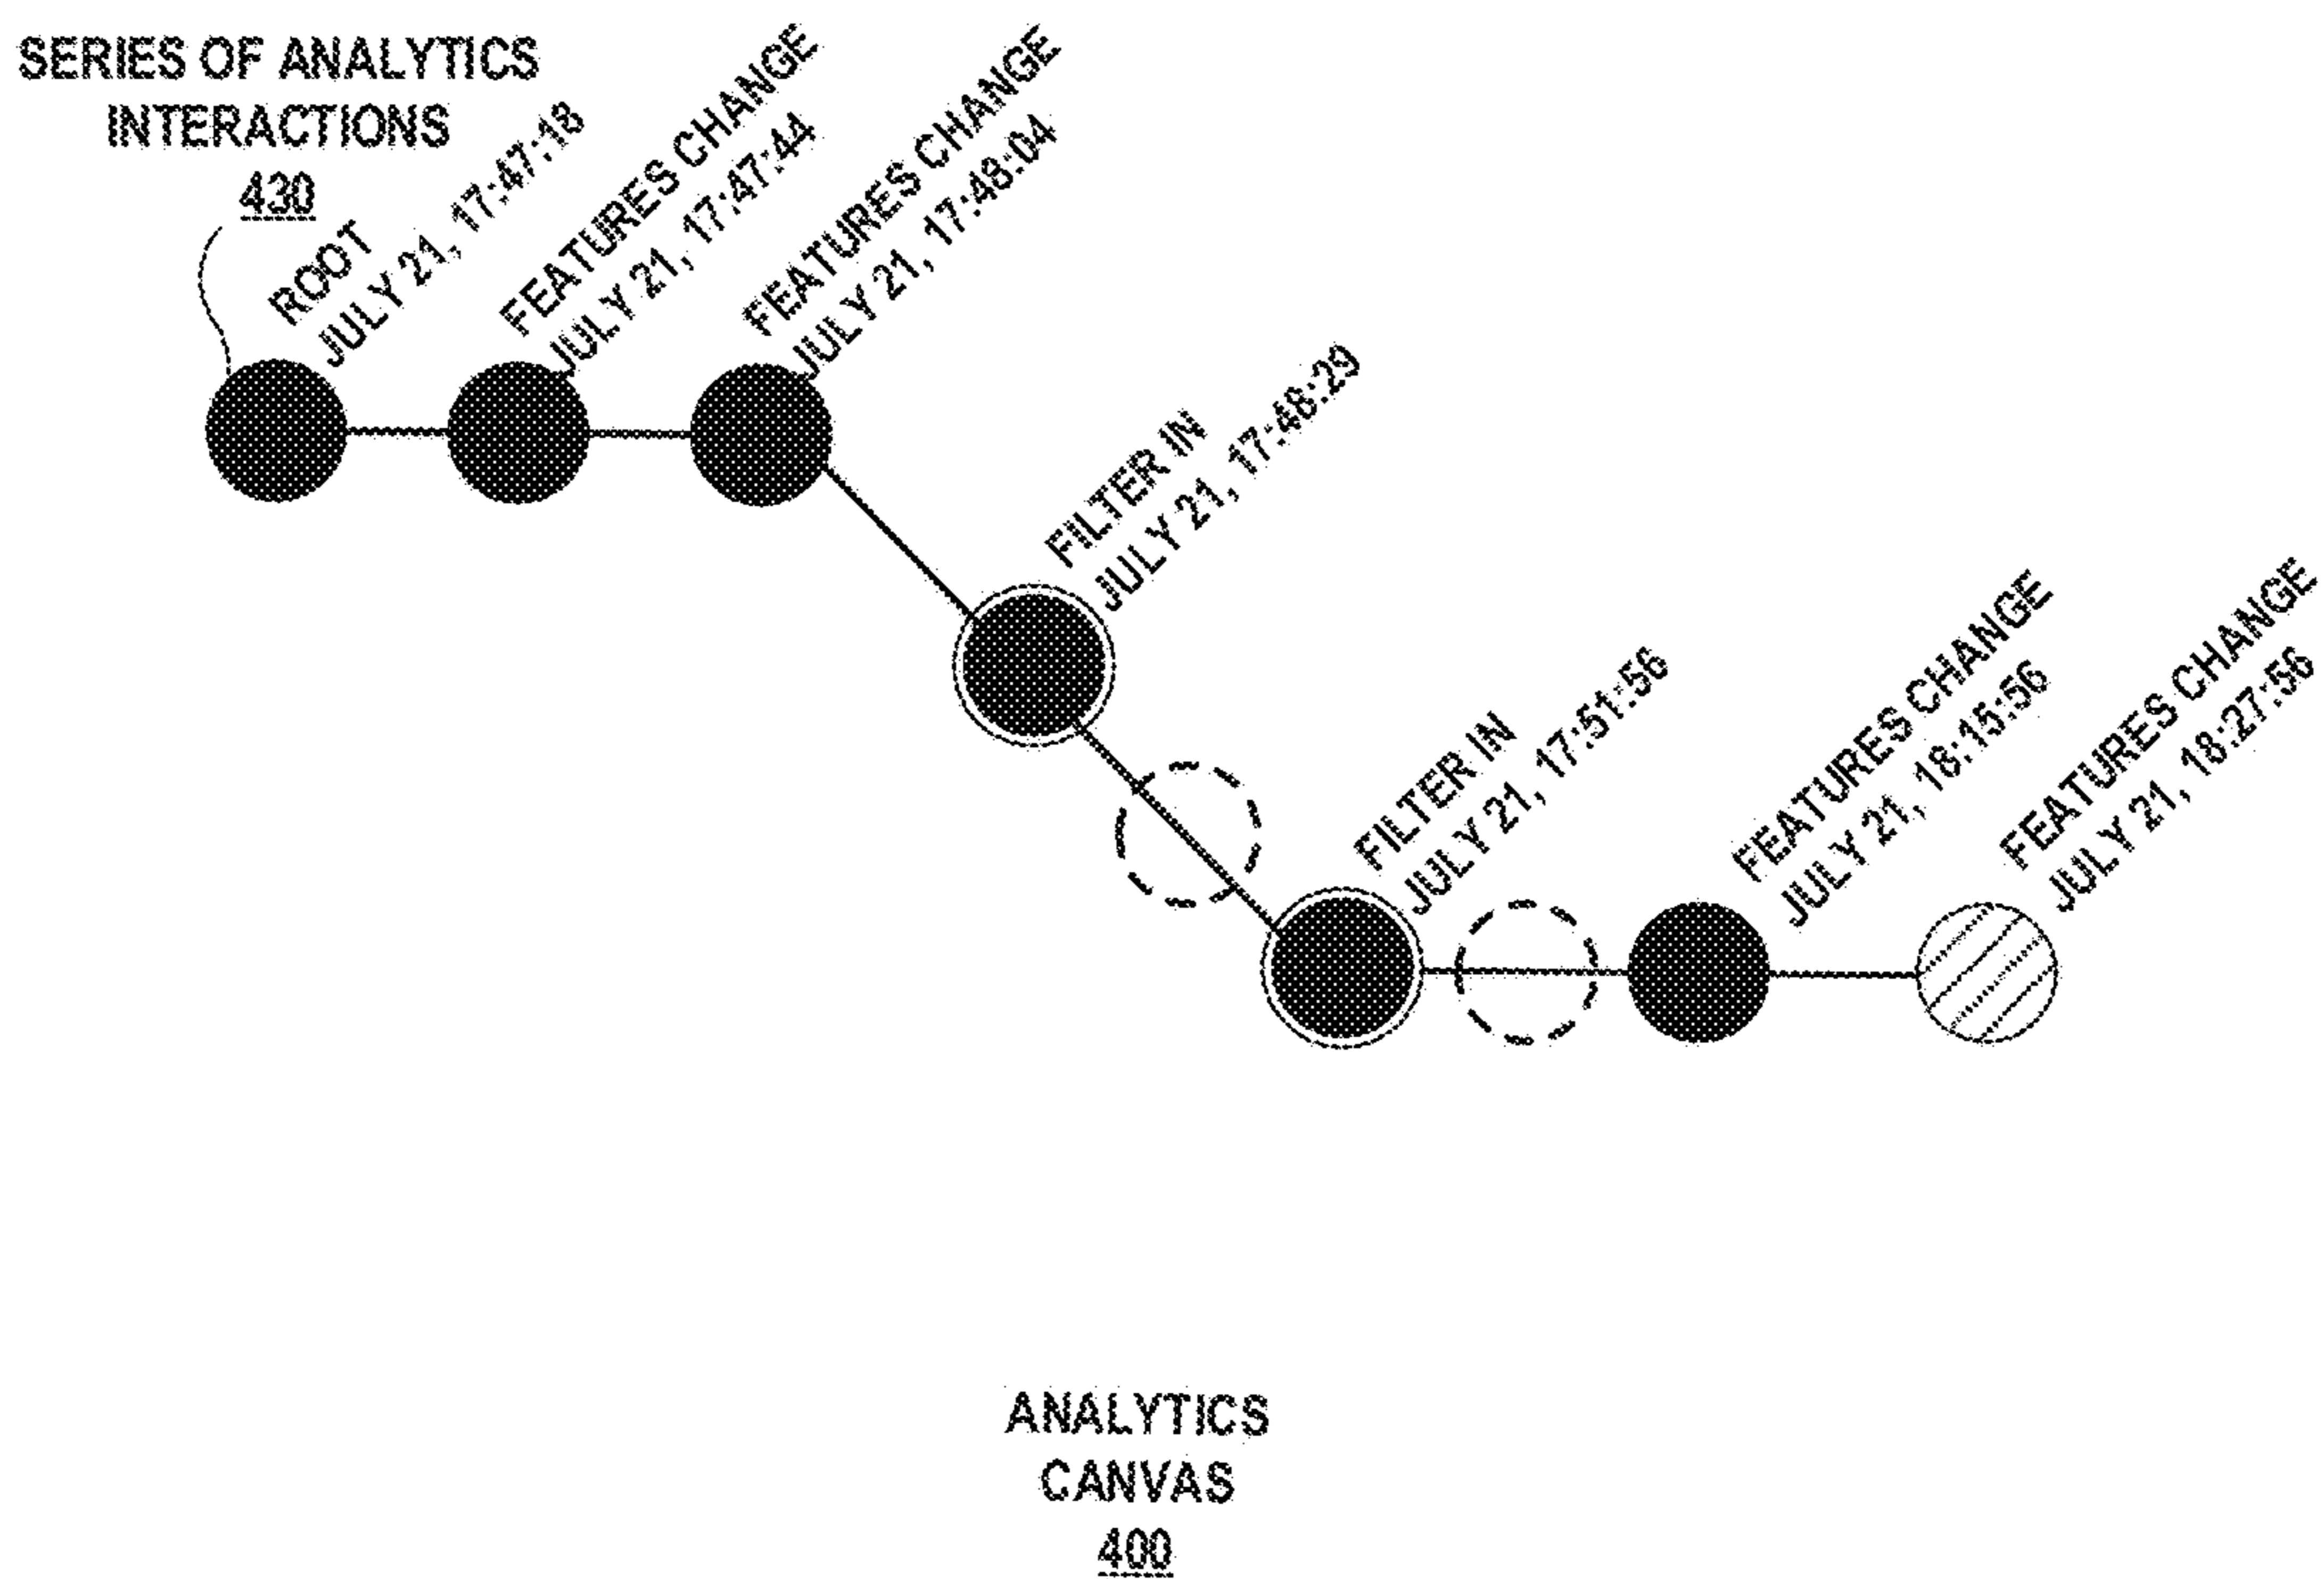 SERIES OF ANALYTICS
INTERACTIONS
430
ROOT
JULY 21, 17:47:18
FEATURES CHANGE
JULY 21, 17:47:44
FEATURES CHANGE
JULY 21, 17:48:04
FILTER IN
JULY 21, 17:48:29
FILTER IN
JULY 21, 17:51:56
FEATURES CHANGE
JULY 21, 18:15:56
FEATURES CHANGE
JULY 21, 18:27:56
ANALYTICS
CANVAS
400